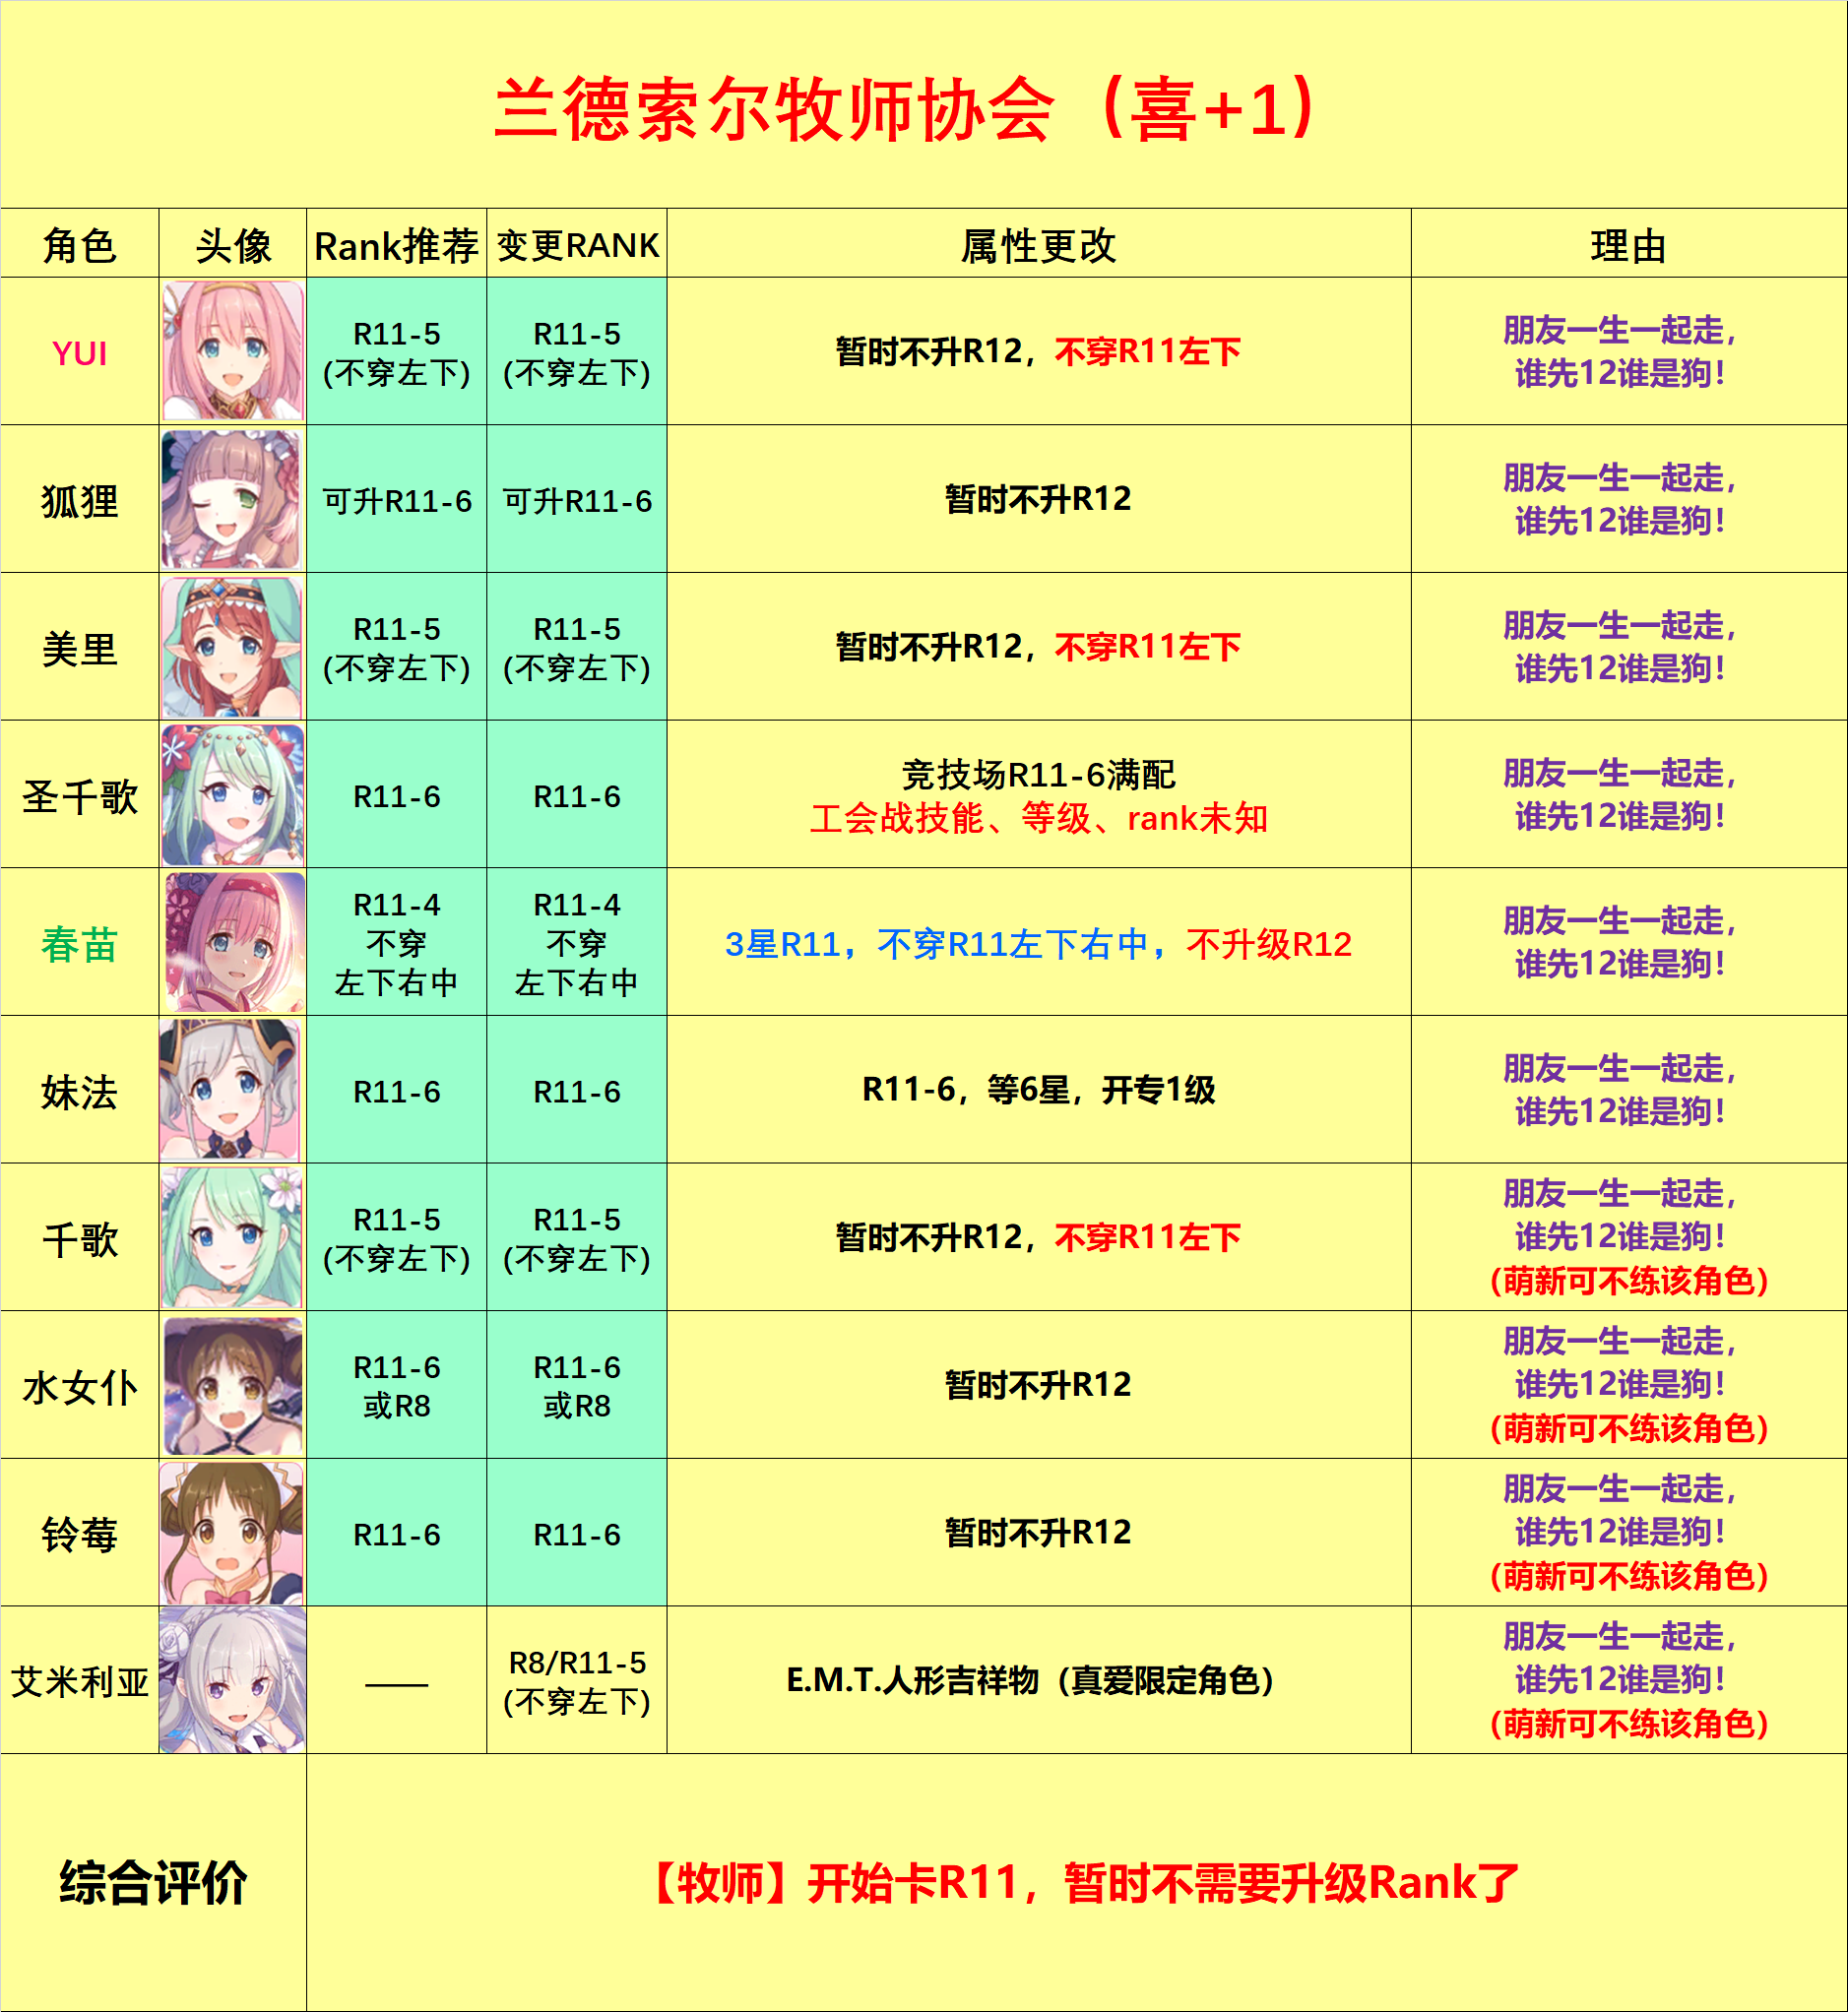 兰德索尔牧师协会（喜+1）
角色 头像 Rank推荐 变更RANK 属性更改 理由
YUI
R11-5
(不穿左下)
R11-5
(不穿左下)
暂时不升R12，不穿R11左下
朋友一生一起走，
谁先12谁是狗！
狐狸
可升R11-6
可升R11-6
暂时不升R12
朋友一生一起走，
谁先12谁是狗！
美里
R11-5
(不穿左下)
R11-5
(不穿左下)
暂时不升R12，不穿R11左下
朋友一生一起走，
谁先12谁是狗！
圣千歌
R11-6
R11-6
竞技场R11-6满配
工会战技能、等级、rank未知
朋友一生一起走，
谁先12谁是狗！
春苗
R11-4
不穿
左下右中
R11-4
不穿
左下右中
3星R11，不穿R11左下右中，不升级R12
朋友一生一起走，
谁先12谁是狗！
妹法
R11-6
R11-6
R11-6，等6星，开专1级
朋友一生一起走，
谁先12谁是狗！
千歌
R11-5
(不穿左下)
R11-5
(不穿左下)
暂时不升R12，不穿R11左下
朋友一生一起走，
谁先12谁是狗！
（萌新可不练该角色）
水女仆
R11-6
或R8
R11-6
或R8
暂时不升R12
朋友一生一起走，
谁先12谁是狗！
（萌新可不练该角色）
铃莓
R11-6
R11-6
暂时不升R12
朋友一生一起走，
谁先12谁是狗！
（萌新可不练该角色）
艾米利亚
——
R8/R11-5
(不穿左下)
E.M.T.人形吉祥物（真爱限定角色）
朋友一生一起走，
谁先12谁是狗！
（萌新可不练该角色）
综合评价
【牧师】开始卡R11，暂时不需要升级Rank了